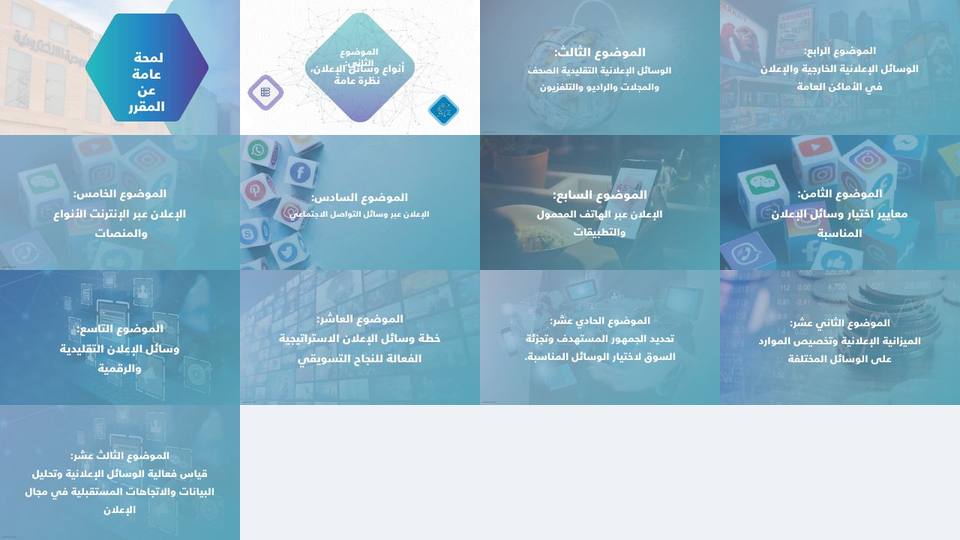 لمحة
عامة
عن
المقرر
الموضوع
الثاني:
أنواع وسائل الإعلان،
نظرة عامة
الموضوع الثالث:
الوسائل الإعلانية التقليدية الصحف
والمجلات والراديو والتلفزيون
الموضوع الرابع:
الوسائل الإعلانية الخارجية والإعلان
في الأماكن العامة
الموضوع الخامس:
الإعلان عبر الإنترنت الأنواع
والمنصات
الموضوع السادس:
الإعلان عبر وسائل التواصل الاجتماعي
الموضوع السابع:
الإعلان عبر الهاتف المحمول
والتطبيقات
الموضوع الثامن:
معايير اختيار وسائل الإعلان
المناسبة
الموضوع التاسع:
وسائل الإعلان التقليدية
والرقمية
الموضوع العاشر:
خطة وسائل الإعلان الاستراتيجية
الفعالة للنجاح التسويقي
الموضوع الحادي عشر:
تحديد الجمهور المستهدف وتجزئة
السوق لاختيار الوسائل المناسبة.
الموضوع الثاني عشر:
الميزانية الإعلانية وتخصيص الموارد
على الوسائل المختلفة
الموضوع الثالث عشر:
قياس فعالية الوسائل الإعلانية وتحليل
البيانات والاتجاهات المستقبلية في مجال
الإعلان